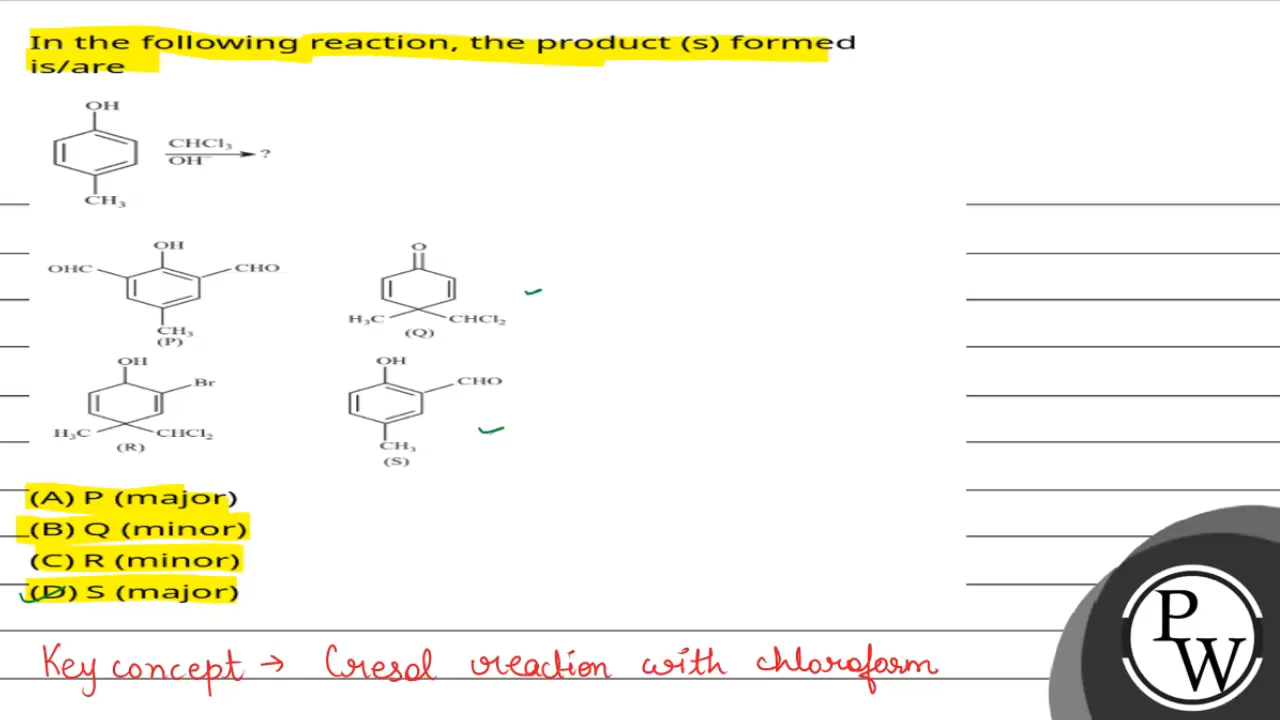 In the following reaction, the product (s) formed
is/are
OH
CHCl3
OH⁻
?
CH3
OH
OHC
CHO
CH3
(P)
O
H3C
CHCl2
(Q)
OH
Br
H3C
CHCl2
(R)
OH
CHO
CH3
(S)
(A) P (major)
(B) Q (minor)
(C) R (minor)
(D) S (major)
Key concept → Cresol reaction with chloroform
P
W